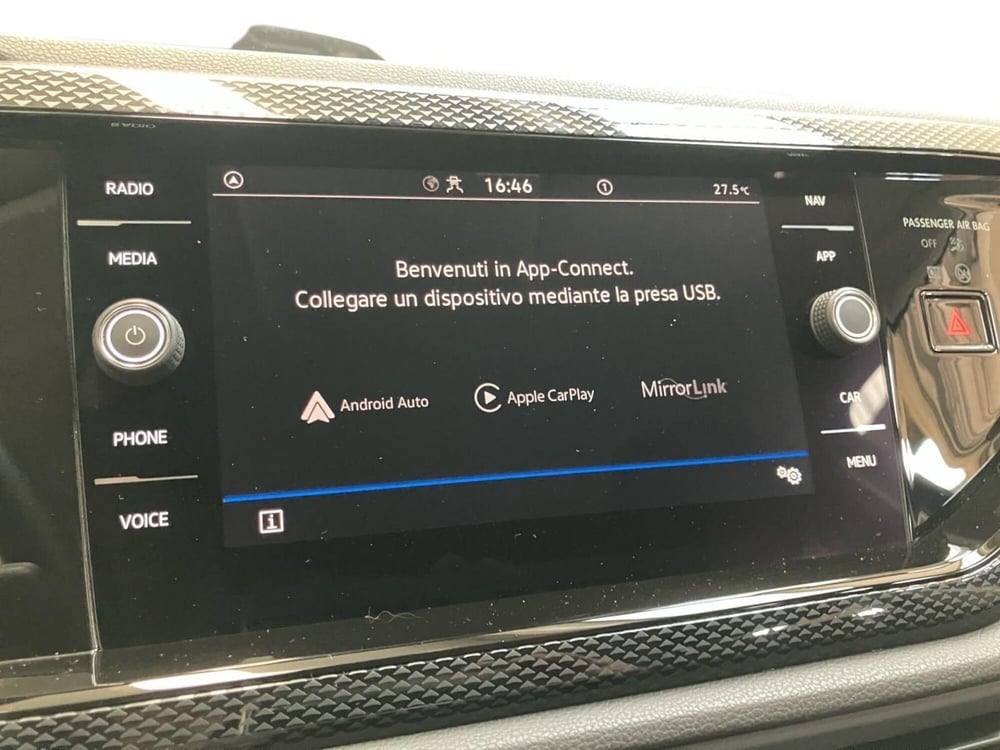 RADIO
MEDIA
PHONE
VOICE
16:46
1
27.5°C
Benvenuti in App-Connect.
Collegare un dispositivo mediante la presa USB.
Android Auto
Apple CarPlay
MirrorLink
i
NAV
APP
CAR
MENU
PASSENGER AIR BAG
OFF